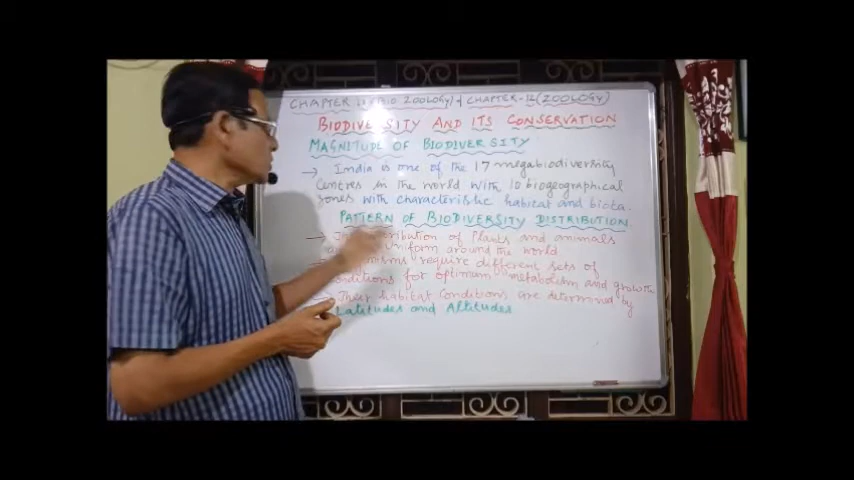 CHAPTER 11(BIO ZOOLOGY) / CHAPTER-12(ZOOLOGY)
BIODIVERSITY AND ITS CONSERVATION
MAGNITUDE OF BIODIVERSITY
→ India is one of the 17 megabiodiversity
Centres in the world with 10 biogeographical
zones with characteristic habitat and biota.
PATTERN OF BIODIVERSITY DISTRIBUTION
of Plants and animals
uniform around the world
require different sets of
for optimum metabolism and growth
Their habitat conditions are determined by
Latitudes and Altitudes